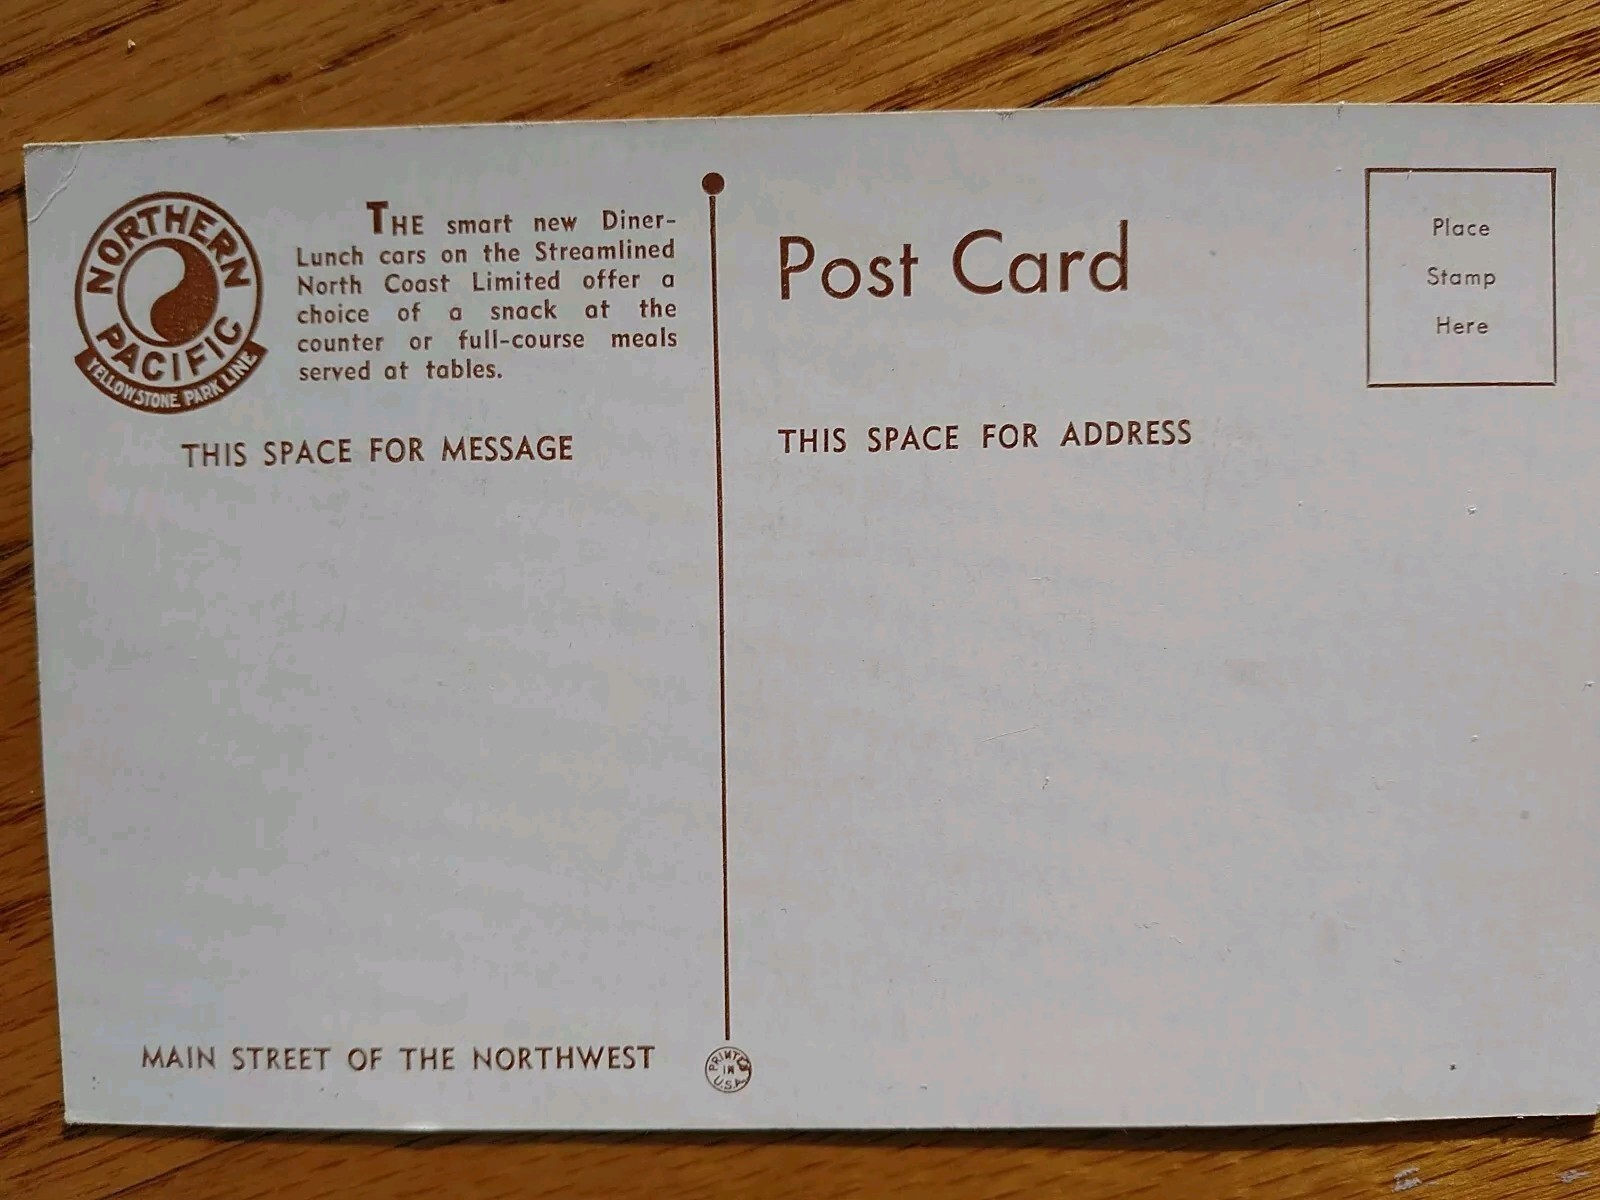 NORTHERN
PACIFIC
YELLOWSTONE PARK LINE
THE smart new Diner-
Lunch cars on the Streamlined
North Coast Limited offer a
choice of a snack at the
counter or full-course meals
served at tables.
THIS SPACE FOR MESSAGE
MAIN STREET OF THE NORTHWEST
PRINTED
IN
U.S.A.
Post Card
THIS SPACE FOR ADDRESS
Place
Stamp
Here